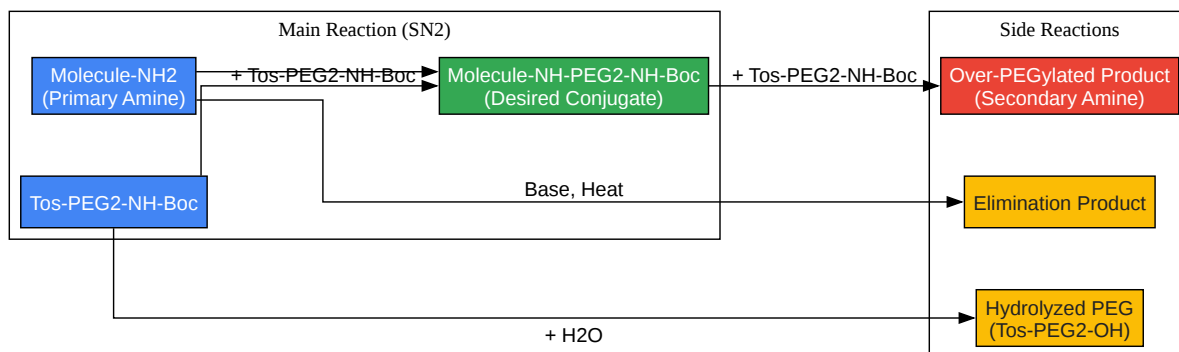 Main Reaction (SN2)
Side Reactions
Molecule-NH2
(Primary Amine)
+ Tos-PEG2-NH-Boc
Molecule-NH-PEG2-NH-Boc
(Desired Conjugate)
+ Tos-PEG2-NH-Boc
Over-PEGylated Product
(Secondary Amine)
Tos-PEG2-NH-Boc
Base, Heat
Elimination Product
+ H2O
Hydrolyzed PEG
(Tos-PEG2-OH)